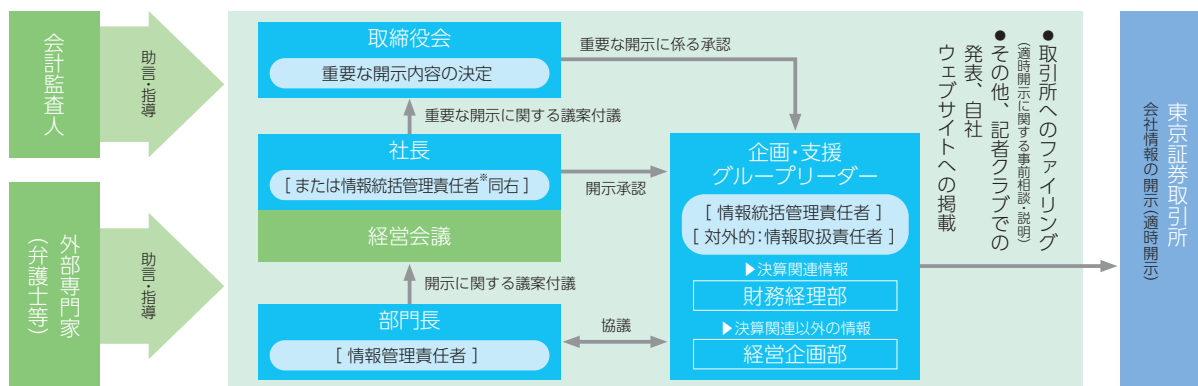 会計監査人
助言・指導
外部専門家
（弁護士等）
助言・指導
取締役会
重要な開示内容の決定
重要な開示に係る承認
重要な開示に関する議案付議
社長
[ または情報統括管理責任者※同右 ]
経営会議
開示承認
開示に関する議案付議
部門長
[ 情報管理責任者 ]
協議
企画・支援
グループリーダー
[ 情報統括管理責任者 ]
[ 対外的：情報取扱責任者 ]
▶決算関連情報
財務経理部
▶決算関連以外の情報
経営企画部
●取引所へのファイリング
（適時開示に関する事前相談・説明）
●その他、記者クラブでの
発表、自社
ウェブサイトへの掲載
東京証券取引所
会社情報の開示（適時開示）